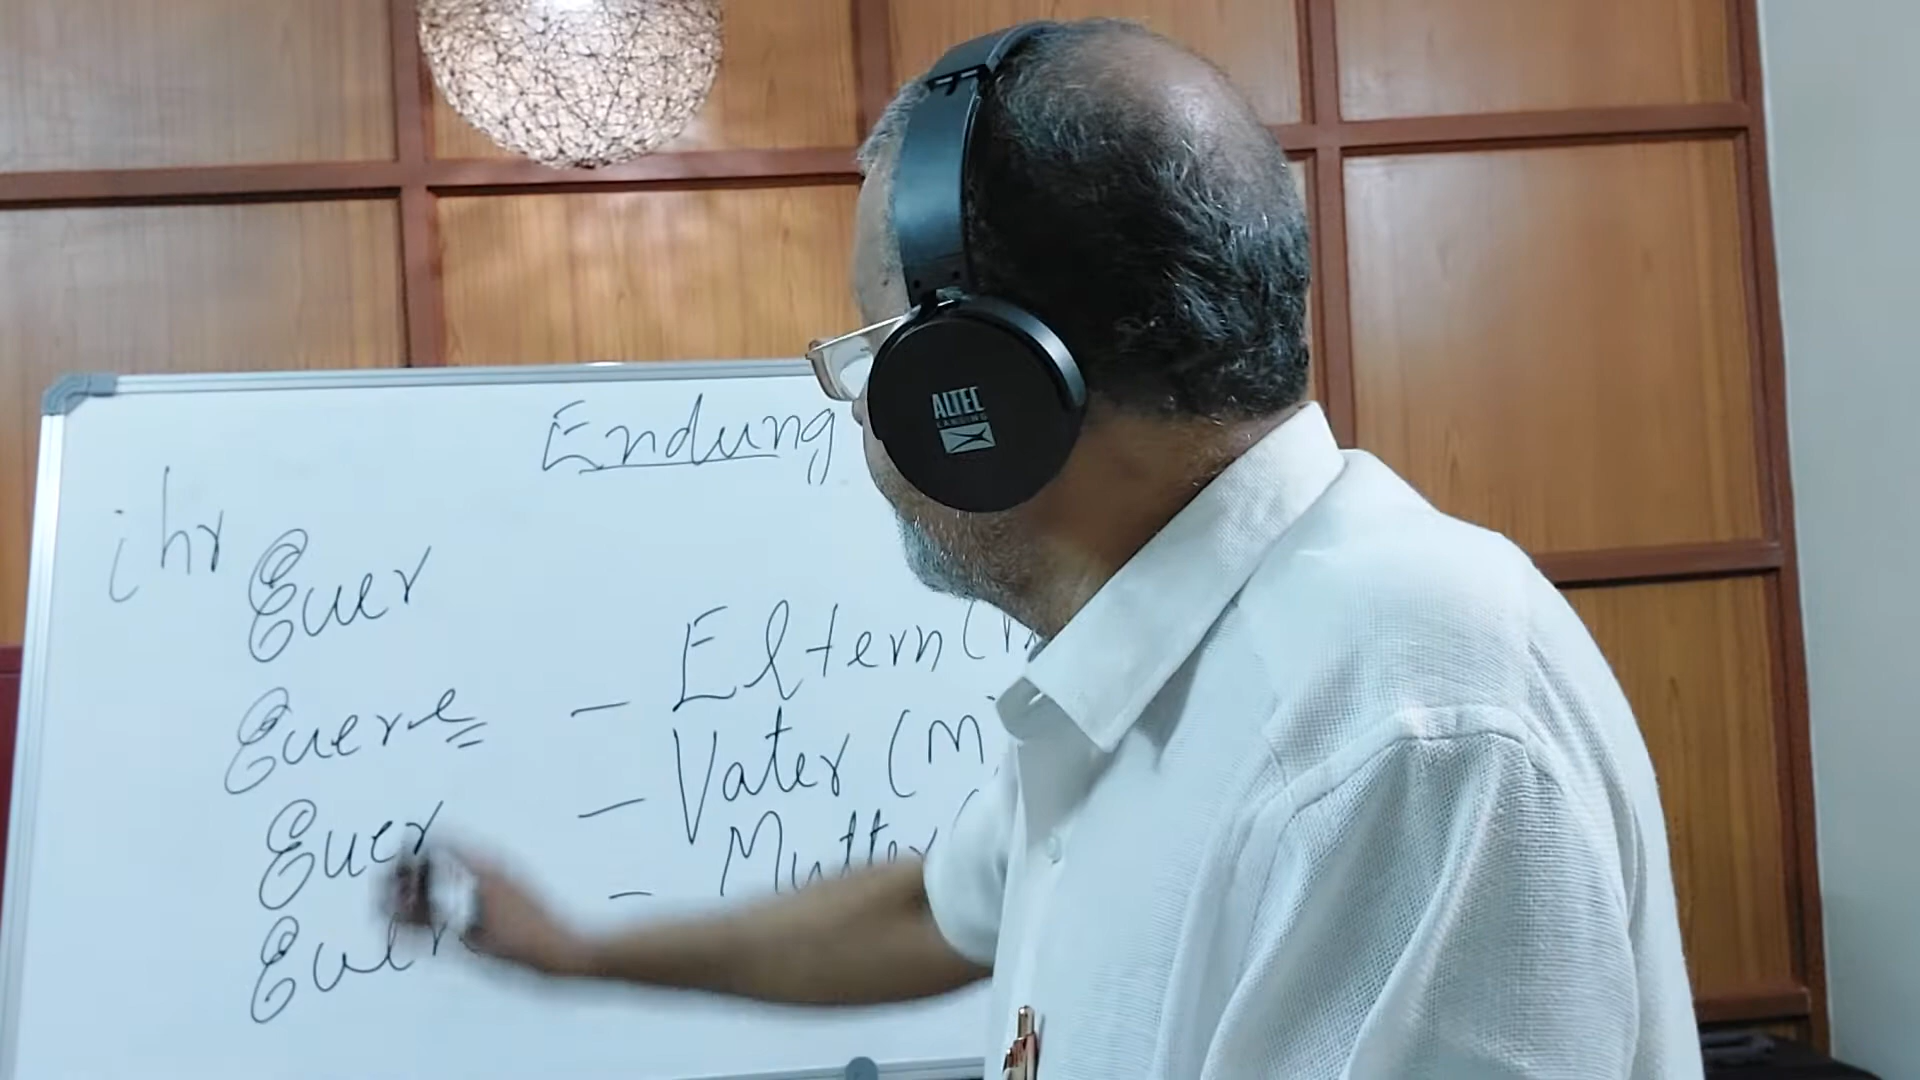 Endung
ihr Euer
Euere - Eltern (
Euer - Vater (M
- Mutter (
ALTEC
LANSING